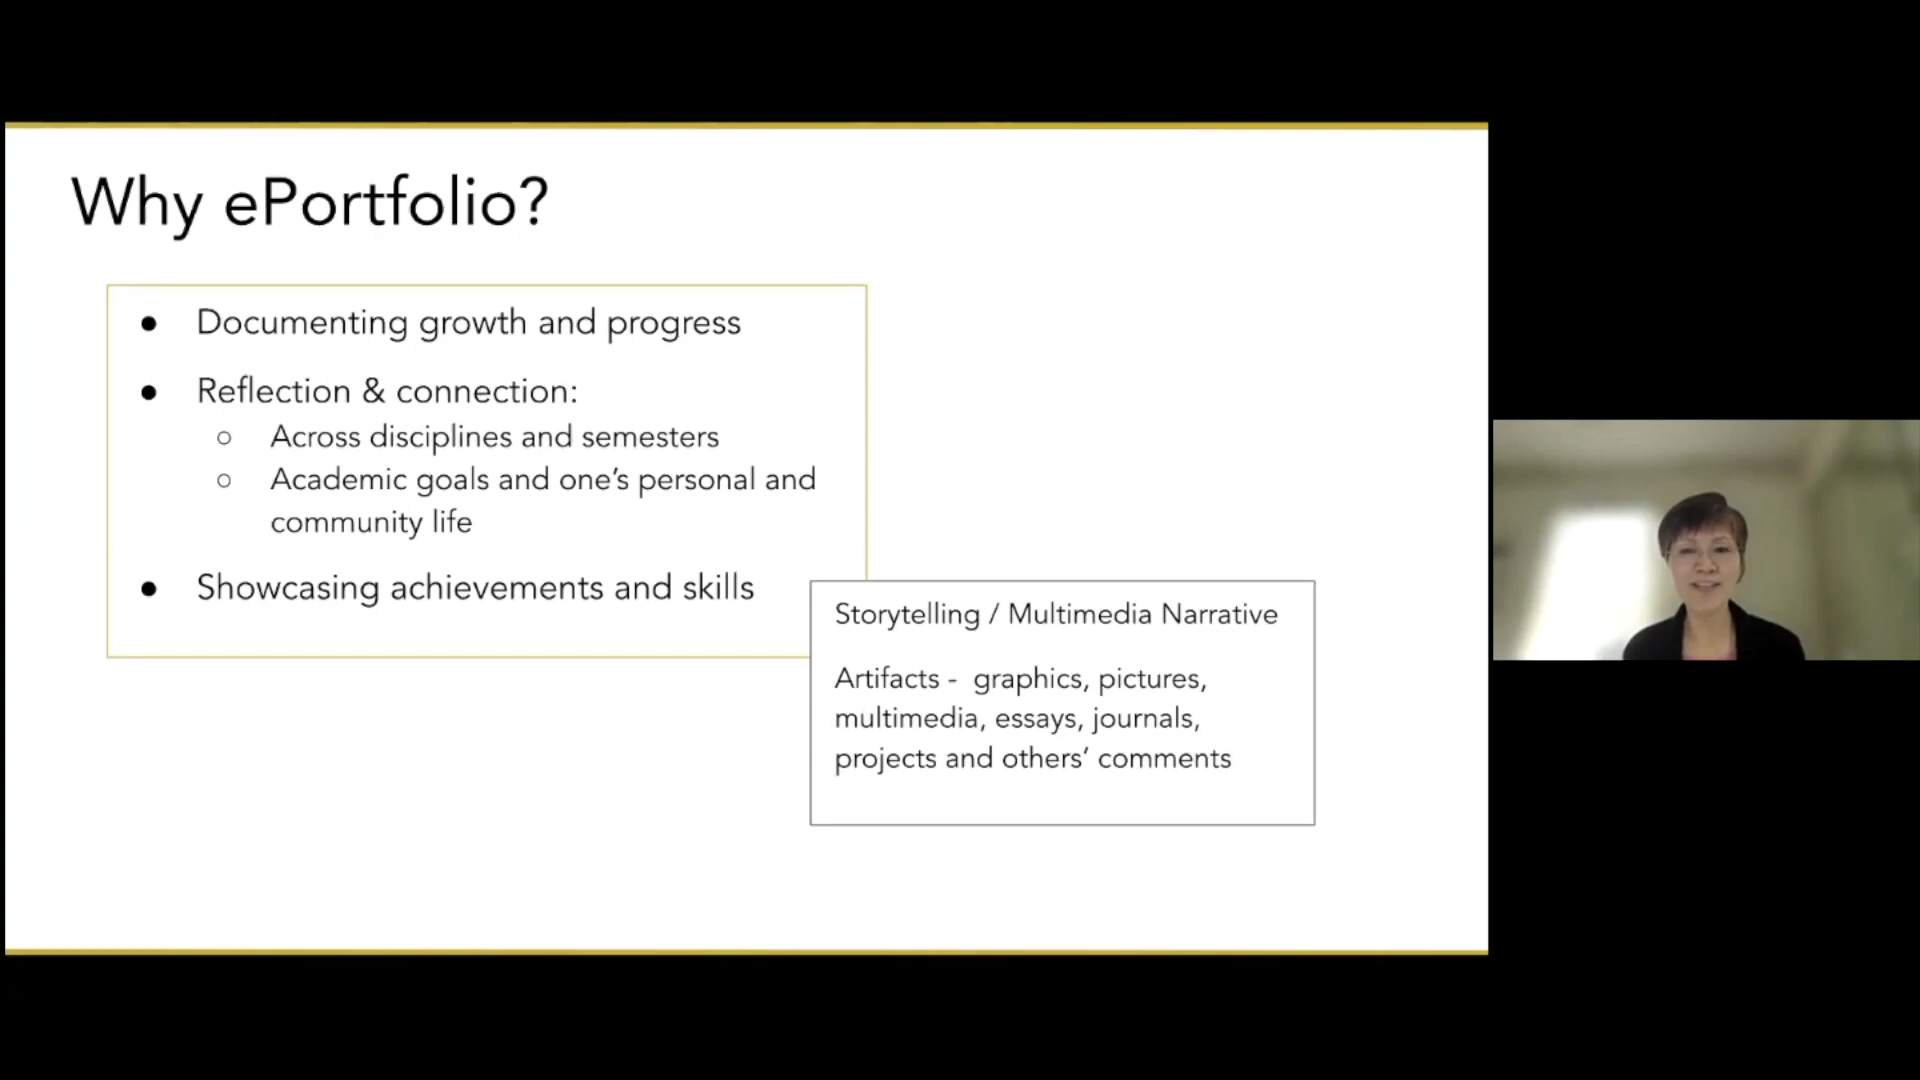 Why ePortfolio?
● Documenting growth and progress
● Reflection & connection:
○ Across disciplines and semesters
○ Academic goals and one’s personal and
community life
● Showcasing achievements and skills
Storytelling / Multimedia Narrative
Artifacts -  graphics, pictures,
multimedia, essays, journals,
projects and others’ comments